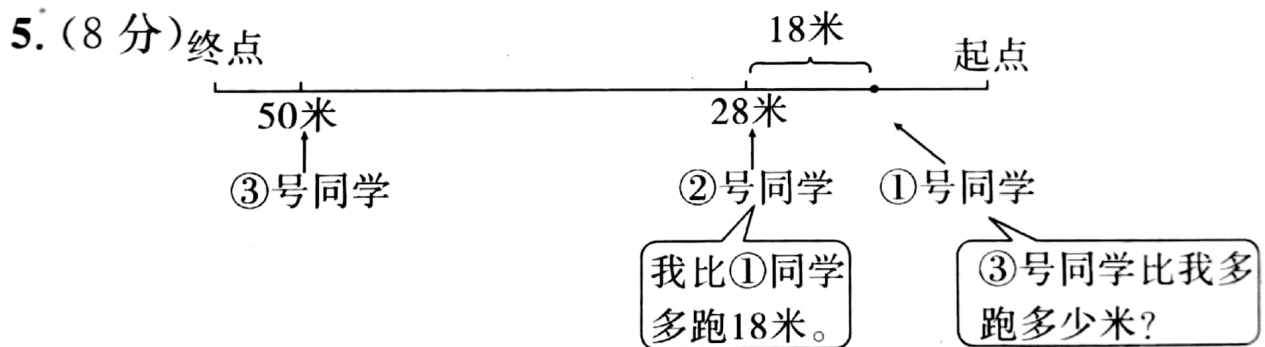 5.（8 分）终点
18米
起点
50米
28米
③号同学
②号同学
①号同学
我比①同学
多跑18米。
③号同学比我多
跑多少米？